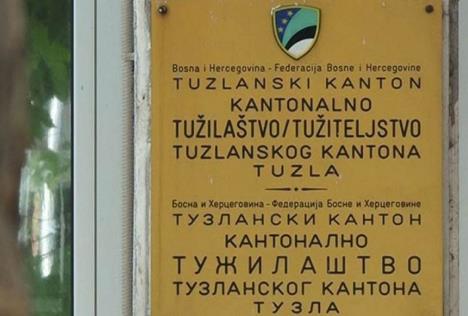 Bosna i Hercegovina - Federacija Bosne i Hercegovine
TUZLANSKI KANTON
KANTONALNO
TUŽILAŠTVO/TUŽITELJSTVO
TUZLANSKOG KANTONA
TUZLA
Босна и Херцеговина - Федерација Босне и Херцеговине
ТУЗЛАНСКИ КАНТОН
КАНТОНАЛНО
ТУЖИЛАШТВО
ТУЗЛАНСКОГ КАНТОНА
ТУЗЛА